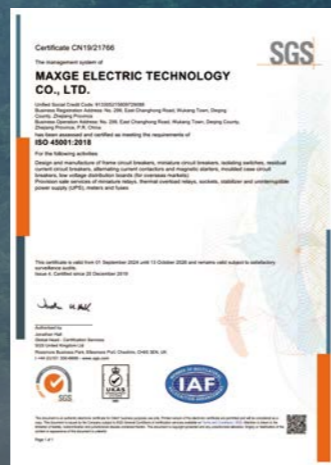 Certificate CN19/21766
SGS
The management system of
MAXGE ELECTRIC TECHNOLOGY
CO., LTD.
Business Registration Address: No. 299, East Changhong Road, Wukang Town, Deqing
County, Zhejiang Province
Business Operation Address: No. 299, East Changhong Road, Wukang Town, Deqing County,
Zhejiang Province, P.R. China
has been assessed and certified as meeting the requirements of
ISO 45001:2018
For the following activities
Design and manufacture of frame circuit breakers, miniature circuit breakers, isolating switches, residual
current circuit breakers, alternating current contactors and magnetic starters, moulded case circuit
breakers, low voltage distribution boards (for overseas markets)
Provision sale services of miniature relays, thermal overload relays, sockets, stabilizer and uninterruptible
power supply (UPS), meters and fuses
This certificate is valid from 01 September 2024 until 13 October 2026 and remains valid subject to satisfactory
surveillance audits.
Issue 4. Certified since 20 December 2019
Authorised by
Jonathan Hall
Global Head - Certification Services
SGS United Kingdom Ltd
Rossmore Business Park, Ellesmere Port, Cheshire, CH65 3EN, UK
SGS
UKAS
IAF
Page 1 of 1